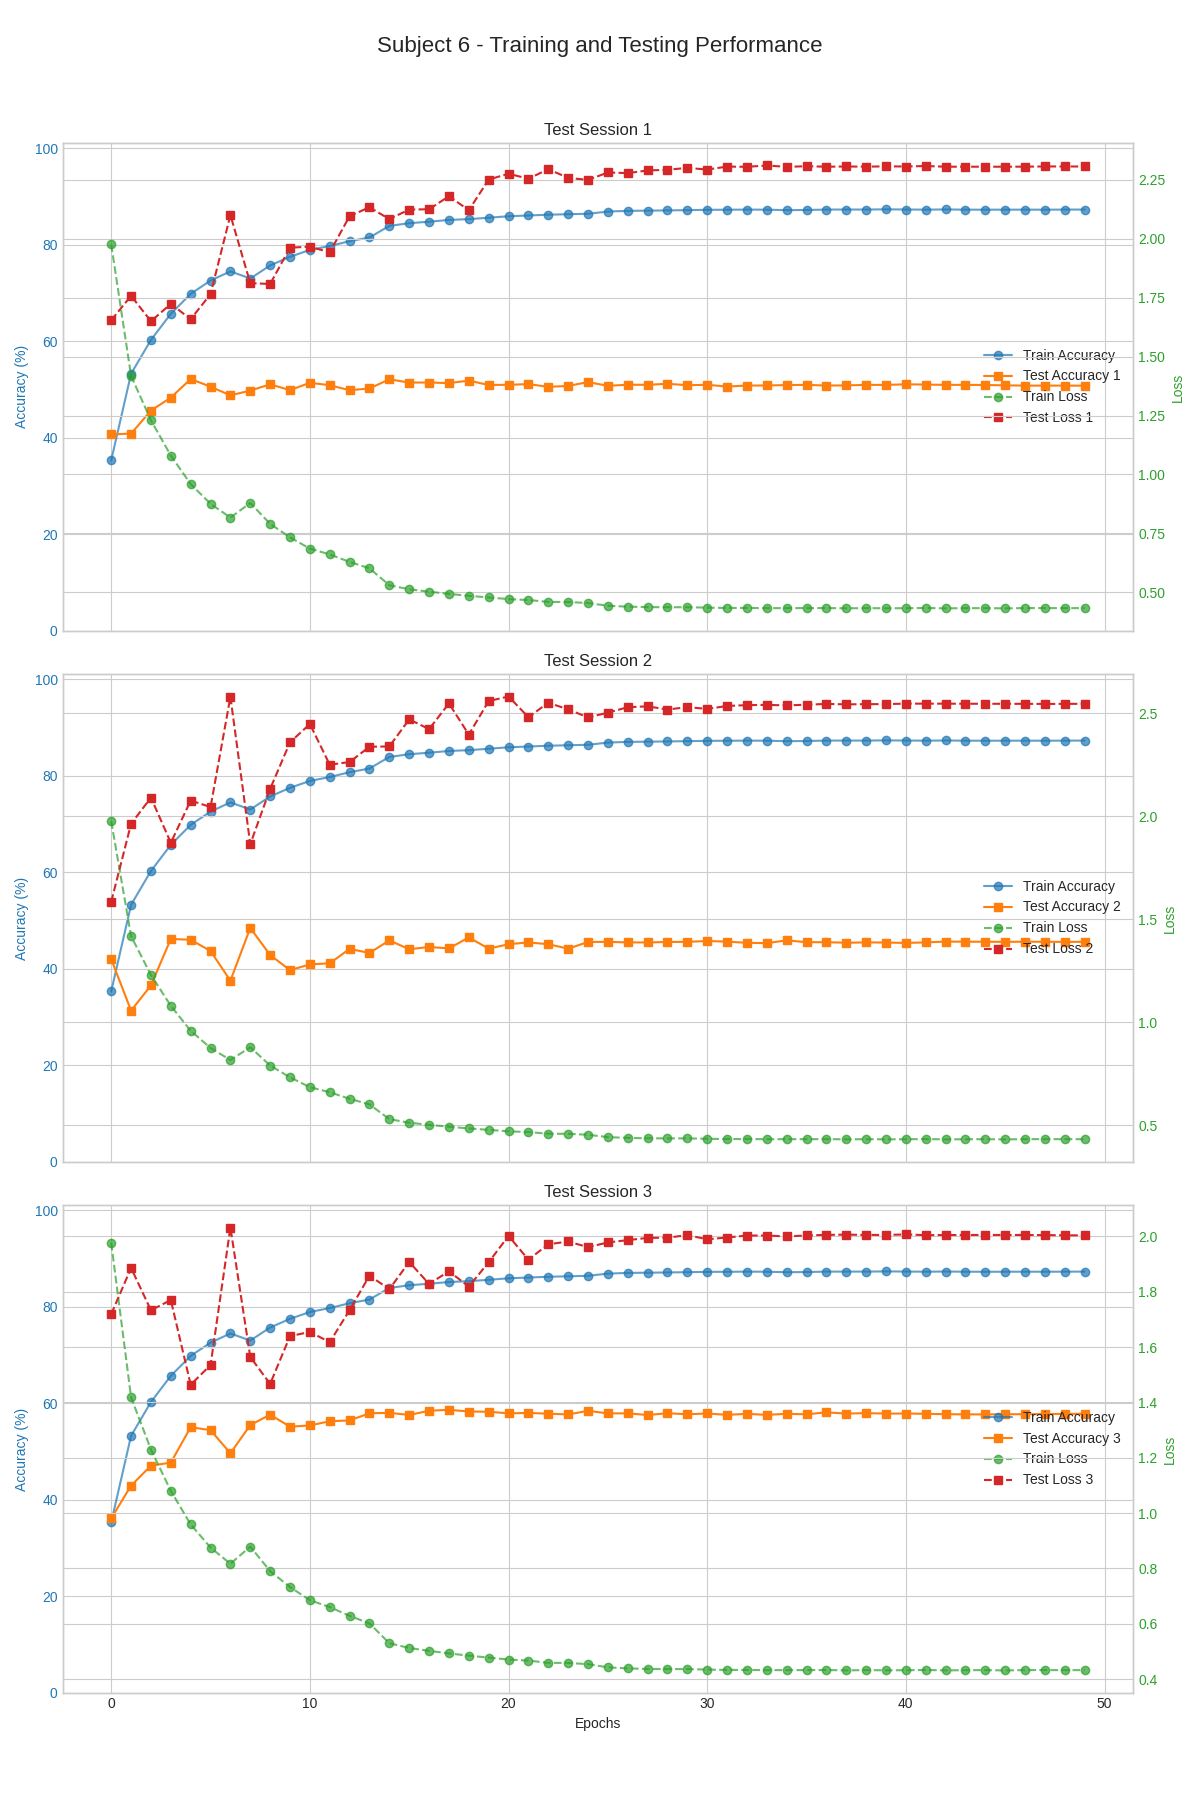 Subject 6 - Training and Testing Performance
Test Session 1
100
80
60
40
20
0
Accuracy (%)
2.25
2.00
1.75
1.50
1.25
1.00
0.75
0.50
Loss
Train Accuracy
Test Accuracy 1
Train Loss
Test Loss 1
Test Session 2
100
80
60
40
20
0
Accuracy (%)
2.5
2.0
1.5
1.0
0.5
Loss
Train Accuracy
Test Accuracy 2
Train Loss
Test Loss 2
Test Session 3
100
80
60
40
20
0
Accuracy (%)
2.0
1.8
1.6
1.4
1.2
1.0
0.8
0.6
0.4
Loss
Train Accuracy
Test Accuracy 3
Train Loss
Test Loss 3
0 10 20 30 40 50
Epochs